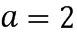 a = 2